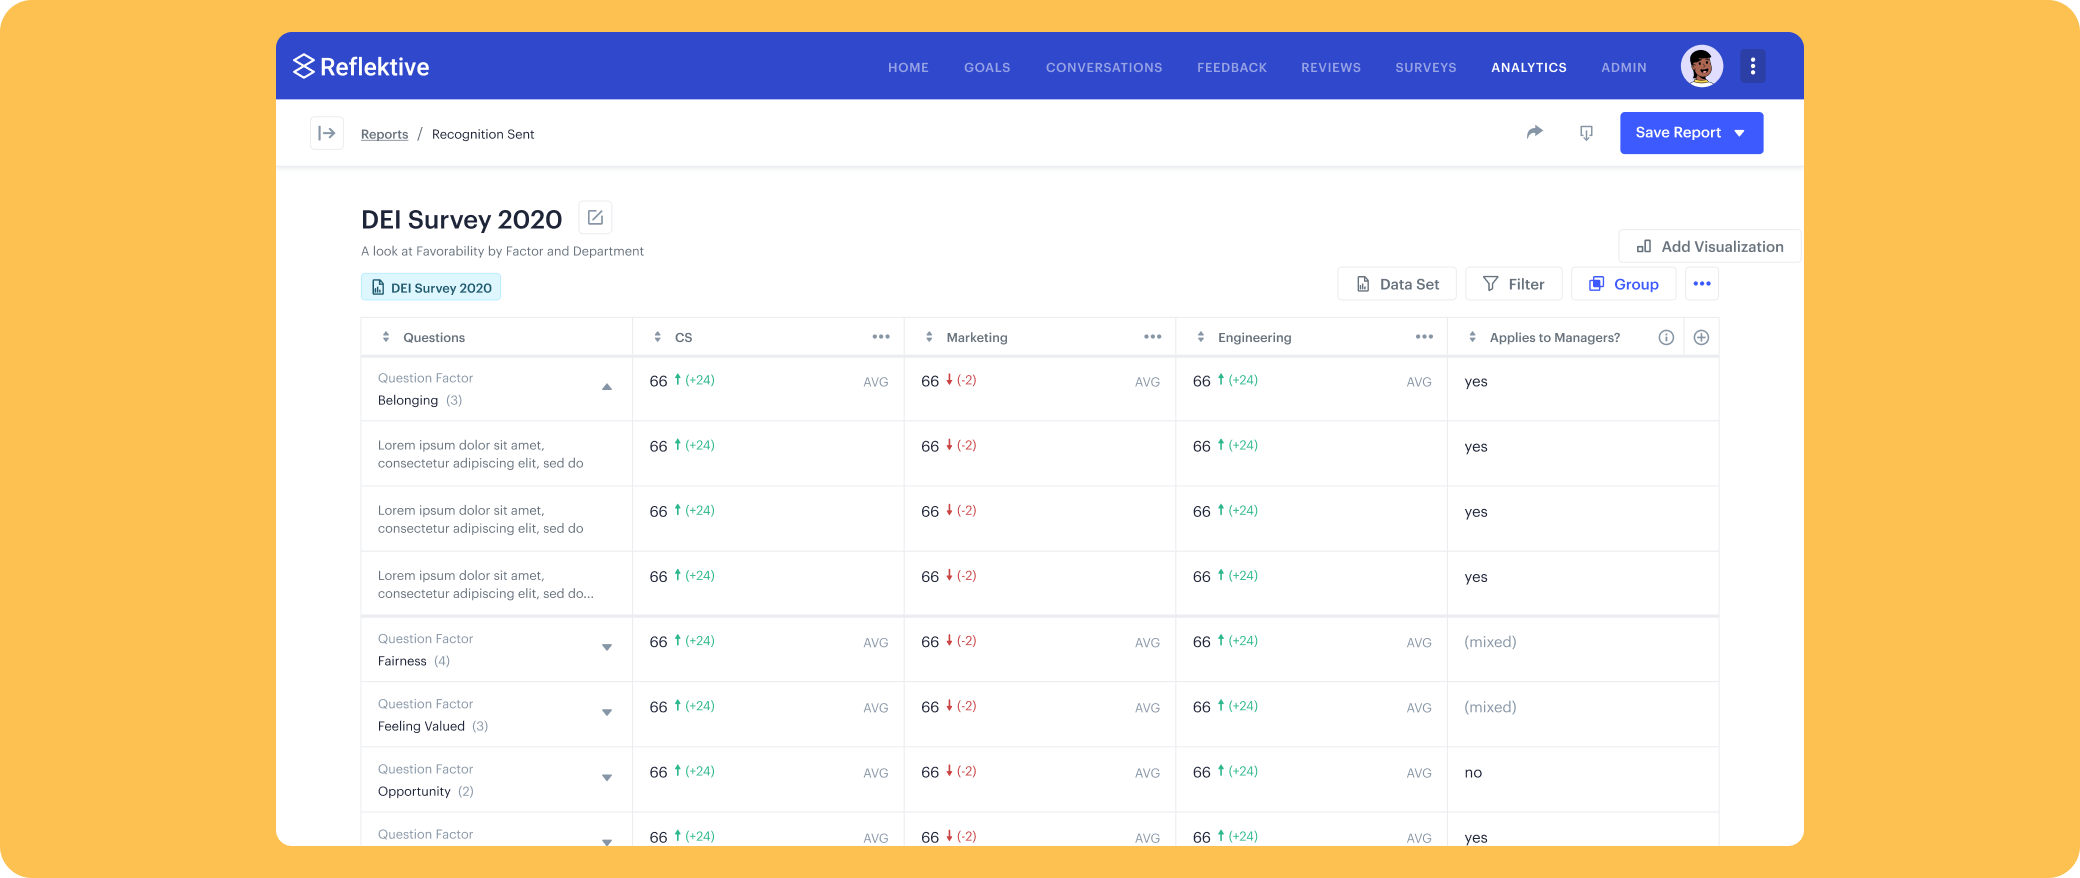 Reflektive
HOME GOALS CONVERSATIONS FEEDBACK REVIEWS SURVEYS ANALYTICS ADMIN
Reports / Recognition Sent
Save Report
DEI Survey 2020
A look at Favorability by Factor and Department
Add Visualization
DEI Survey 2020
Data Set Filter Group
Questions CS Marketing Engineering Applies to Managers?
Question Factor
Belonging (3)
66 (+24) AVG 66 (-2) AVG 66 (+24) AVG yes
Lorem ipsum dolor sit amet,
consectetur adipiscing elit, sed do
66 (+24) 66 (-2) 66 (+24) yes
Lorem ipsum dolor sit amet,
consectetur adipiscing elit, sed do
66 (+24) 66 (-2) 66 (+24) yes
Lorem ipsum dolor sit amet,
consectetur adipiscing elit, sed do...
66 (+24) 66 (-2) 66 (+24) yes
Question Factor
Fairness (4)
66 (+24) AVG 66 (-2) AVG 66 (+24) AVG (mixed)
Question Factor
Feeling Valued (3)
66 (+24) AVG 66 (-2) AVG 66 (+24) AVG (mixed)
Question Factor
Opportunity (2)
66 (+24) AVG 66 (-2) AVG 66 (+24) AVG no
Question Factor
66 (+24) AVG 66 (-2) AVG 66 (+24) AVG yes